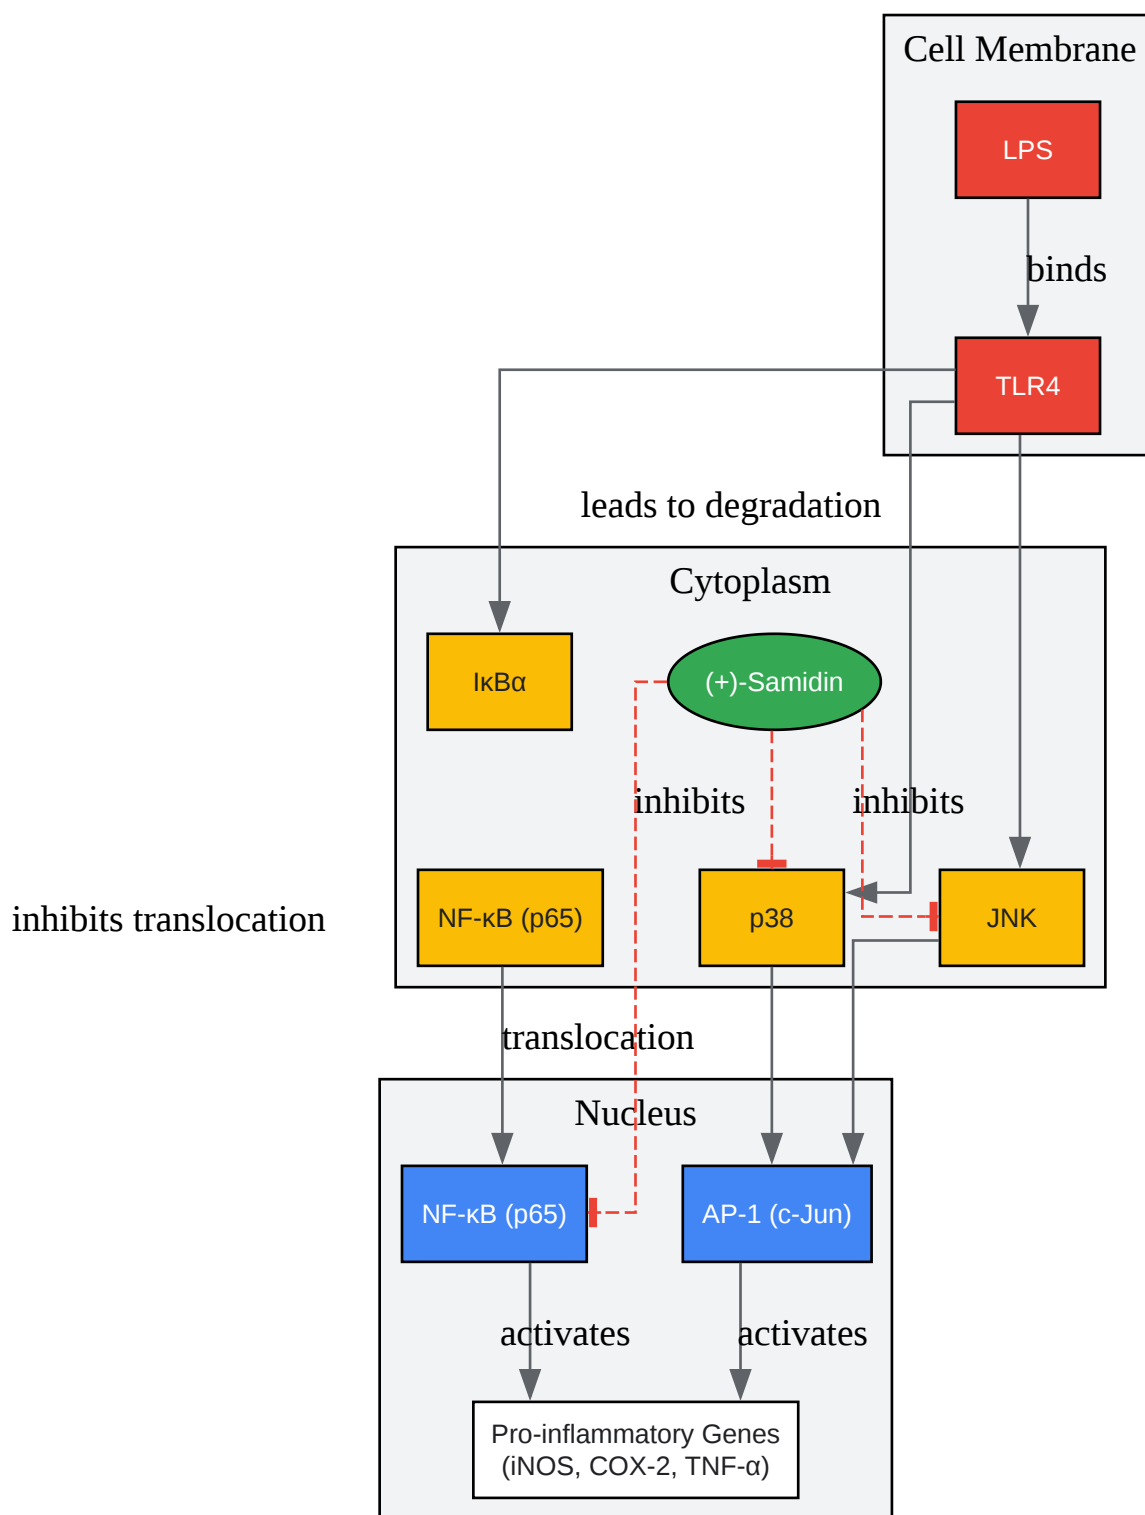 Cell Membrane
LPS
binds
TLR4
leads to degradation
Cytoplasm
IκBα
(+)-Samidin
inhibits
inhibits
inhibits translocation
NF-κB (p65)
p38
JNK
translocation
Nucleus
NF-κB (p65)
AP-1 (c-Jun)
activates
activates
Pro-inflammatory Genes
(iNOS, COX-2, TNF-α)